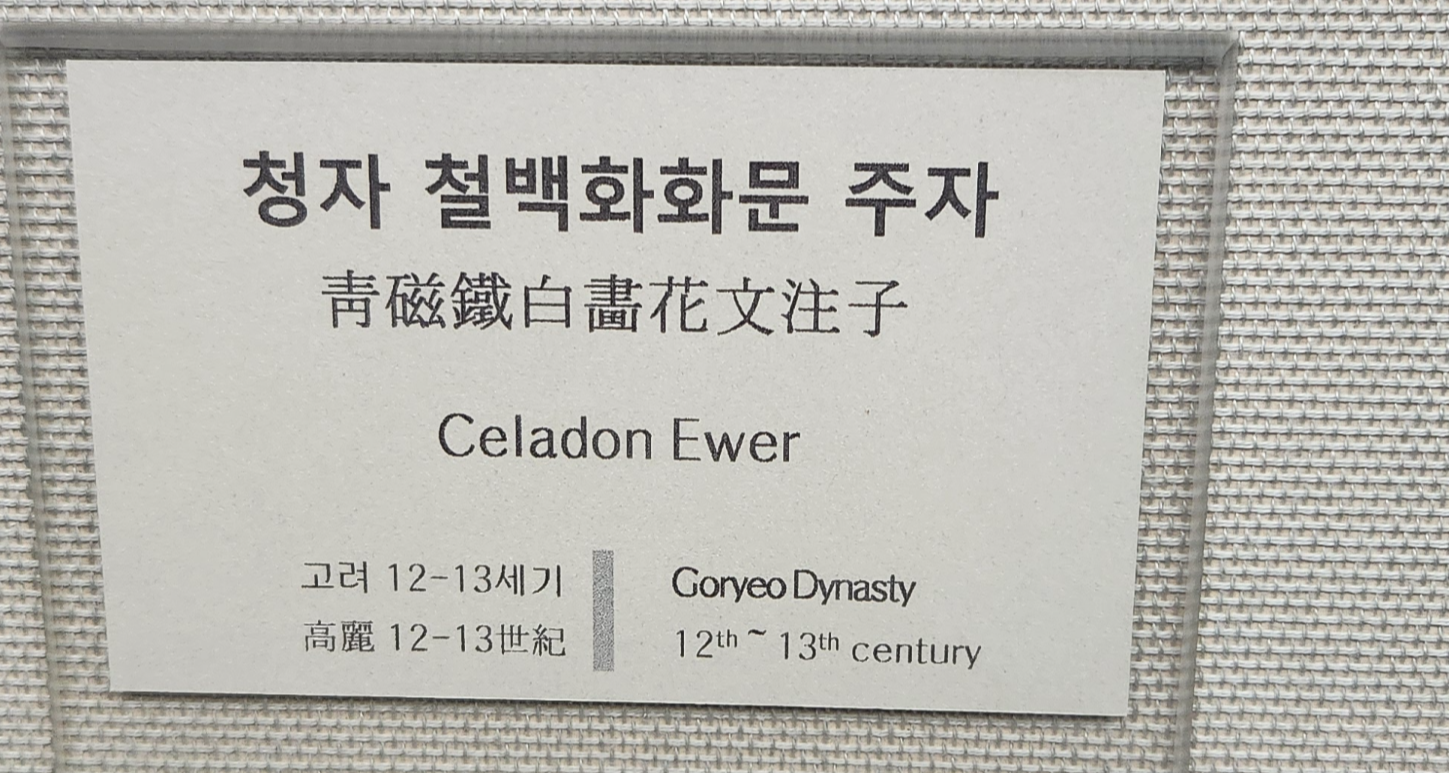 청자 철백화화문 주자
靑磁鐵白畵花文注子
Celadon Ewer
고려 12-13세기
高麗 12-13世紀
Goryeo Dynasty
12th ~ 13th century